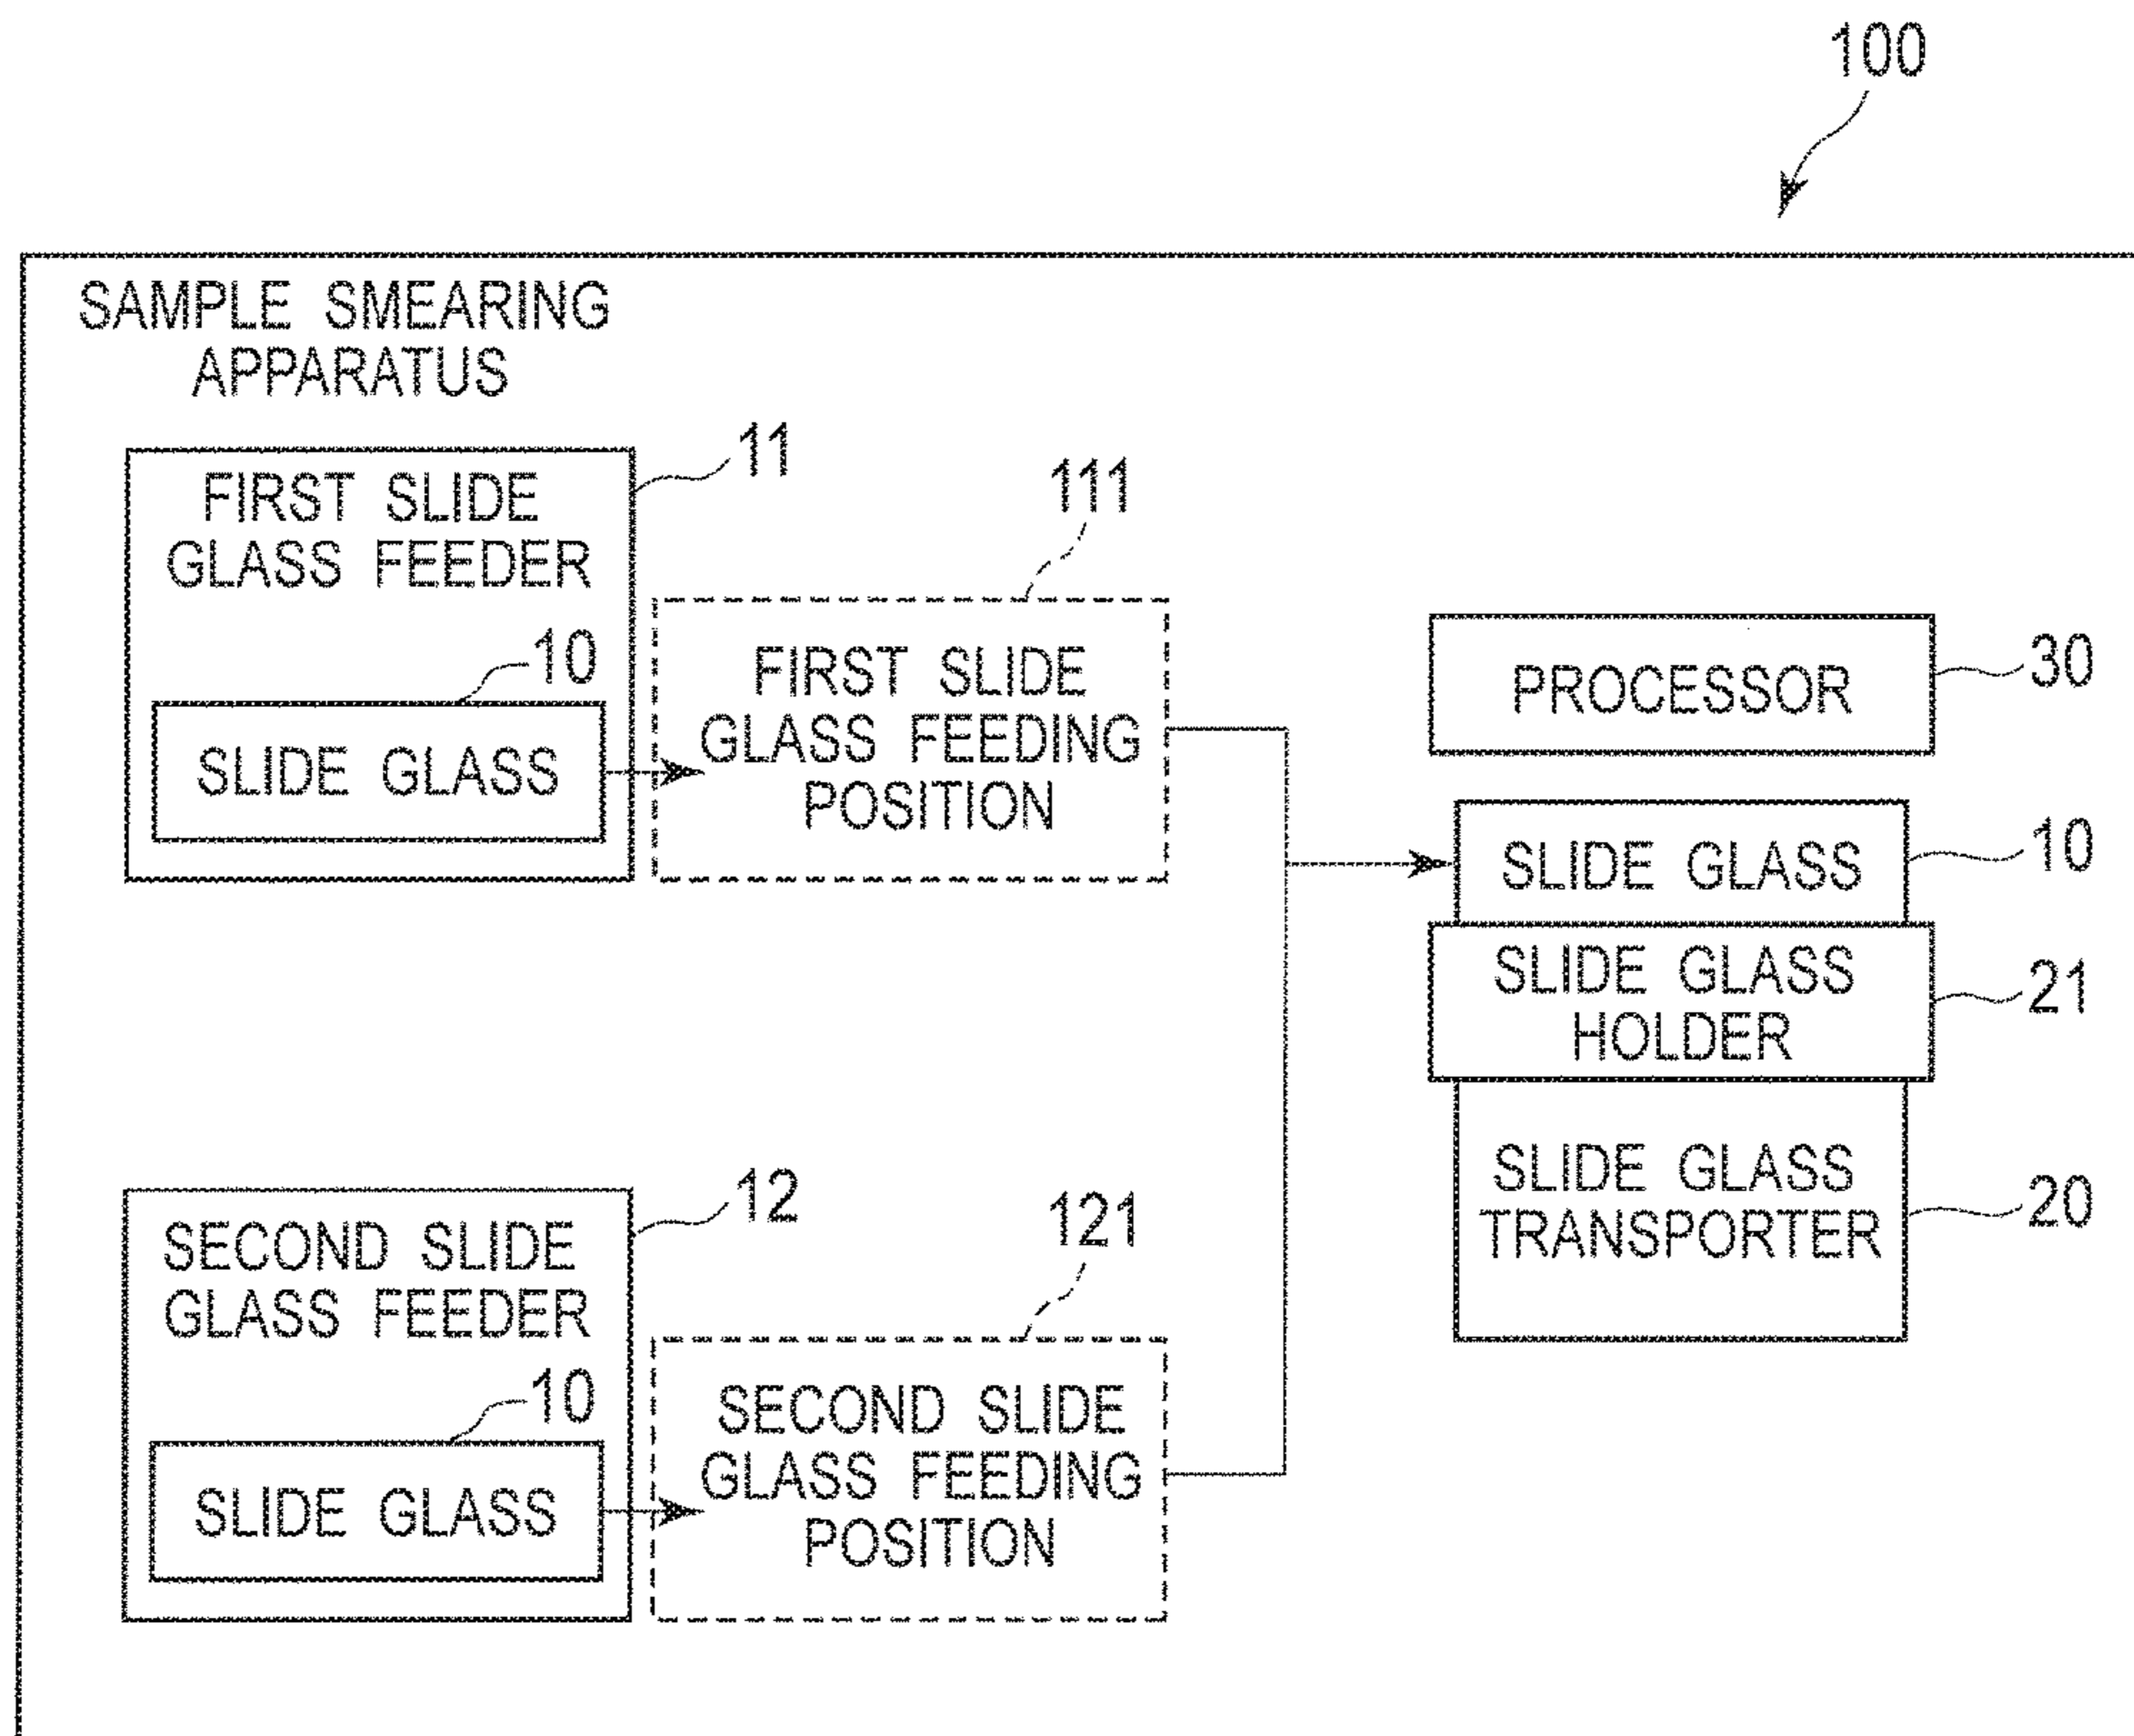 100
SAMPLE SMEARING
APPARATUS
11
FIRST SLIDE
GLASS FEEDER
10
SLIDE GLASS
111
FIRST SLIDE
GLASS FEEDING
POSITION
PROCESSOR
30
SLIDE GLASS
10
SLIDE GLASS
HOLDER
21
SLIDE GLASS
TRANSPORTER
20
12
SECOND SLIDE
GLASS FEEDER
10
SLIDE GLASS
121
SECOND SLIDE
GLASS FEEDING
POSITION